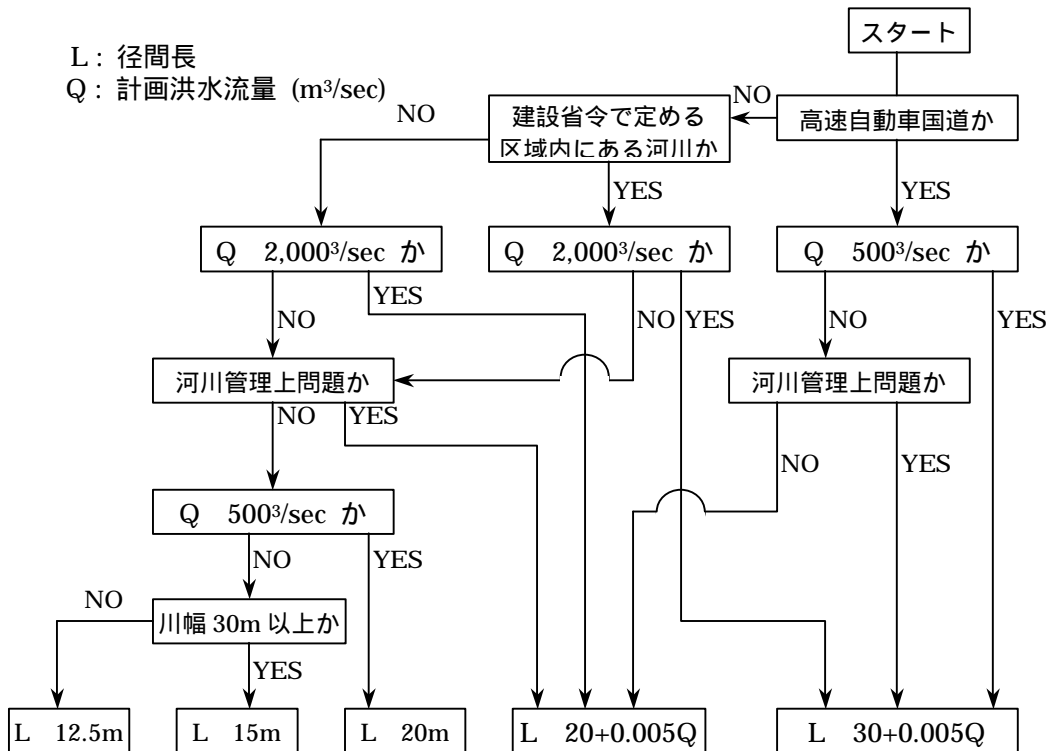 スタート
L : 径間長
Q : 計画洪水流量 (m³/sec)
NO
NO
建設省令で定める
区域内にある河川か
高速自動車国道か
YES
YES
Q 2,000³/sec か
Q 2,000³/sec か
Q 500³/sec か
YES
NO
NO
YES
NO
YES
河川管理上問題か
河川管理上問題か
NO
YES
NO
YES
Q 500³/sec か
NO
YES
NO
川幅 30m 以上か
YES
L 12.5m
L 15m
L 20m
L 20+0.005Q
L 30+0.005Q